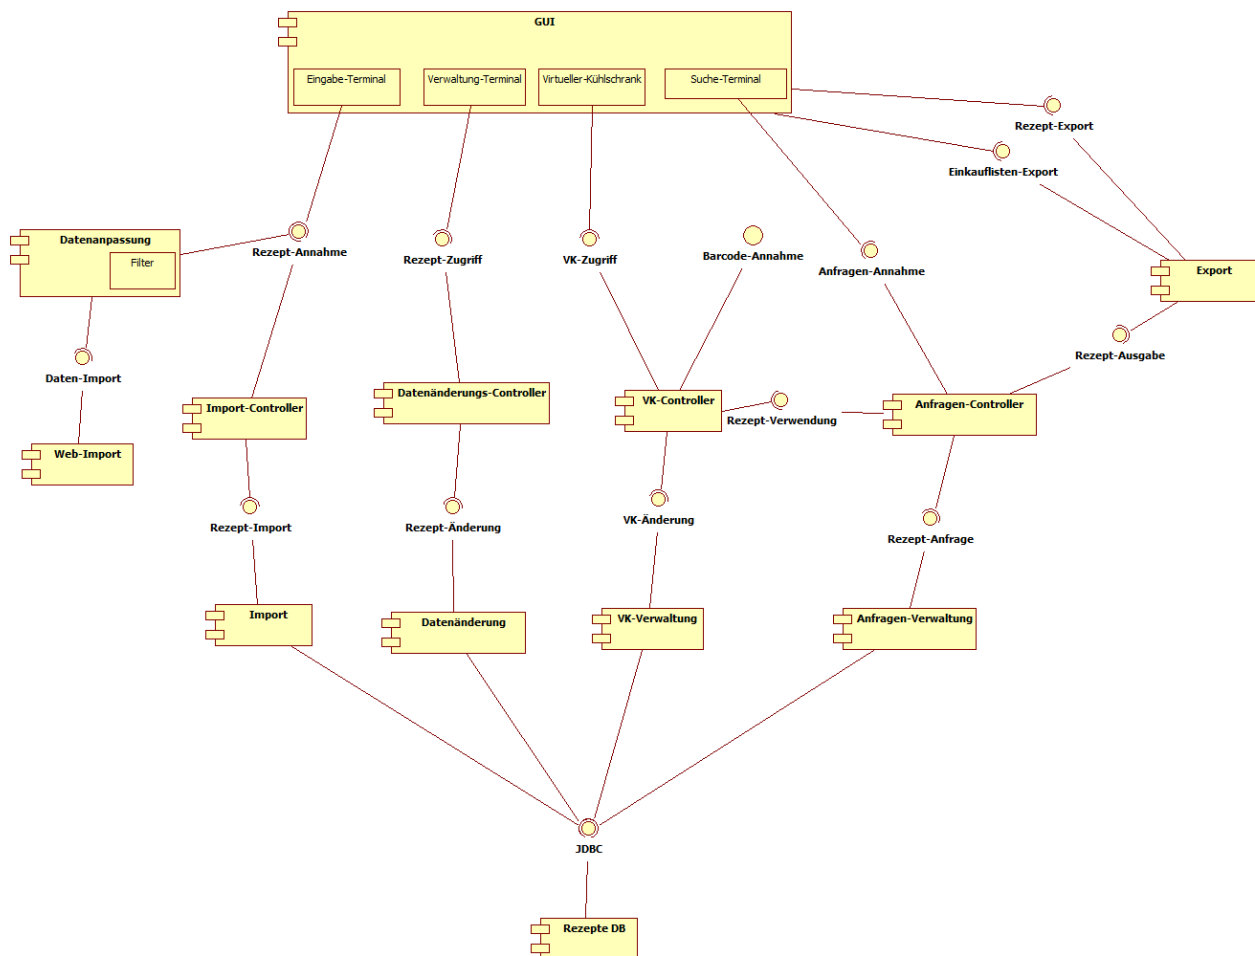 GUI
Eingabe-Terminal
Verwaltung-Terminal
Virtueller-Kühlschrank
Suche-Terminal
Rezept-Export
Einkauflisten-Export
Datenanpassung
Filter
Rezept-Annahme
Rezept-Zugriff
VK-Zugriff
Barcode-Annahme
Anfragen-Annahme
Export
Daten-Import
Rezept-Ausgabe
Import-Controller
Datenänderungs-Controller
VK-Controller
Rezept-Verwendung
Anfragen-Controller
Web-Import
Rezept-Import
Rezept-Änderung
VK-Änderung
Rezept-Anfrage
Import
Datenänderung
VK-Verwaltung
Anfragen-Verwaltung
JDBC
Rezepte DB